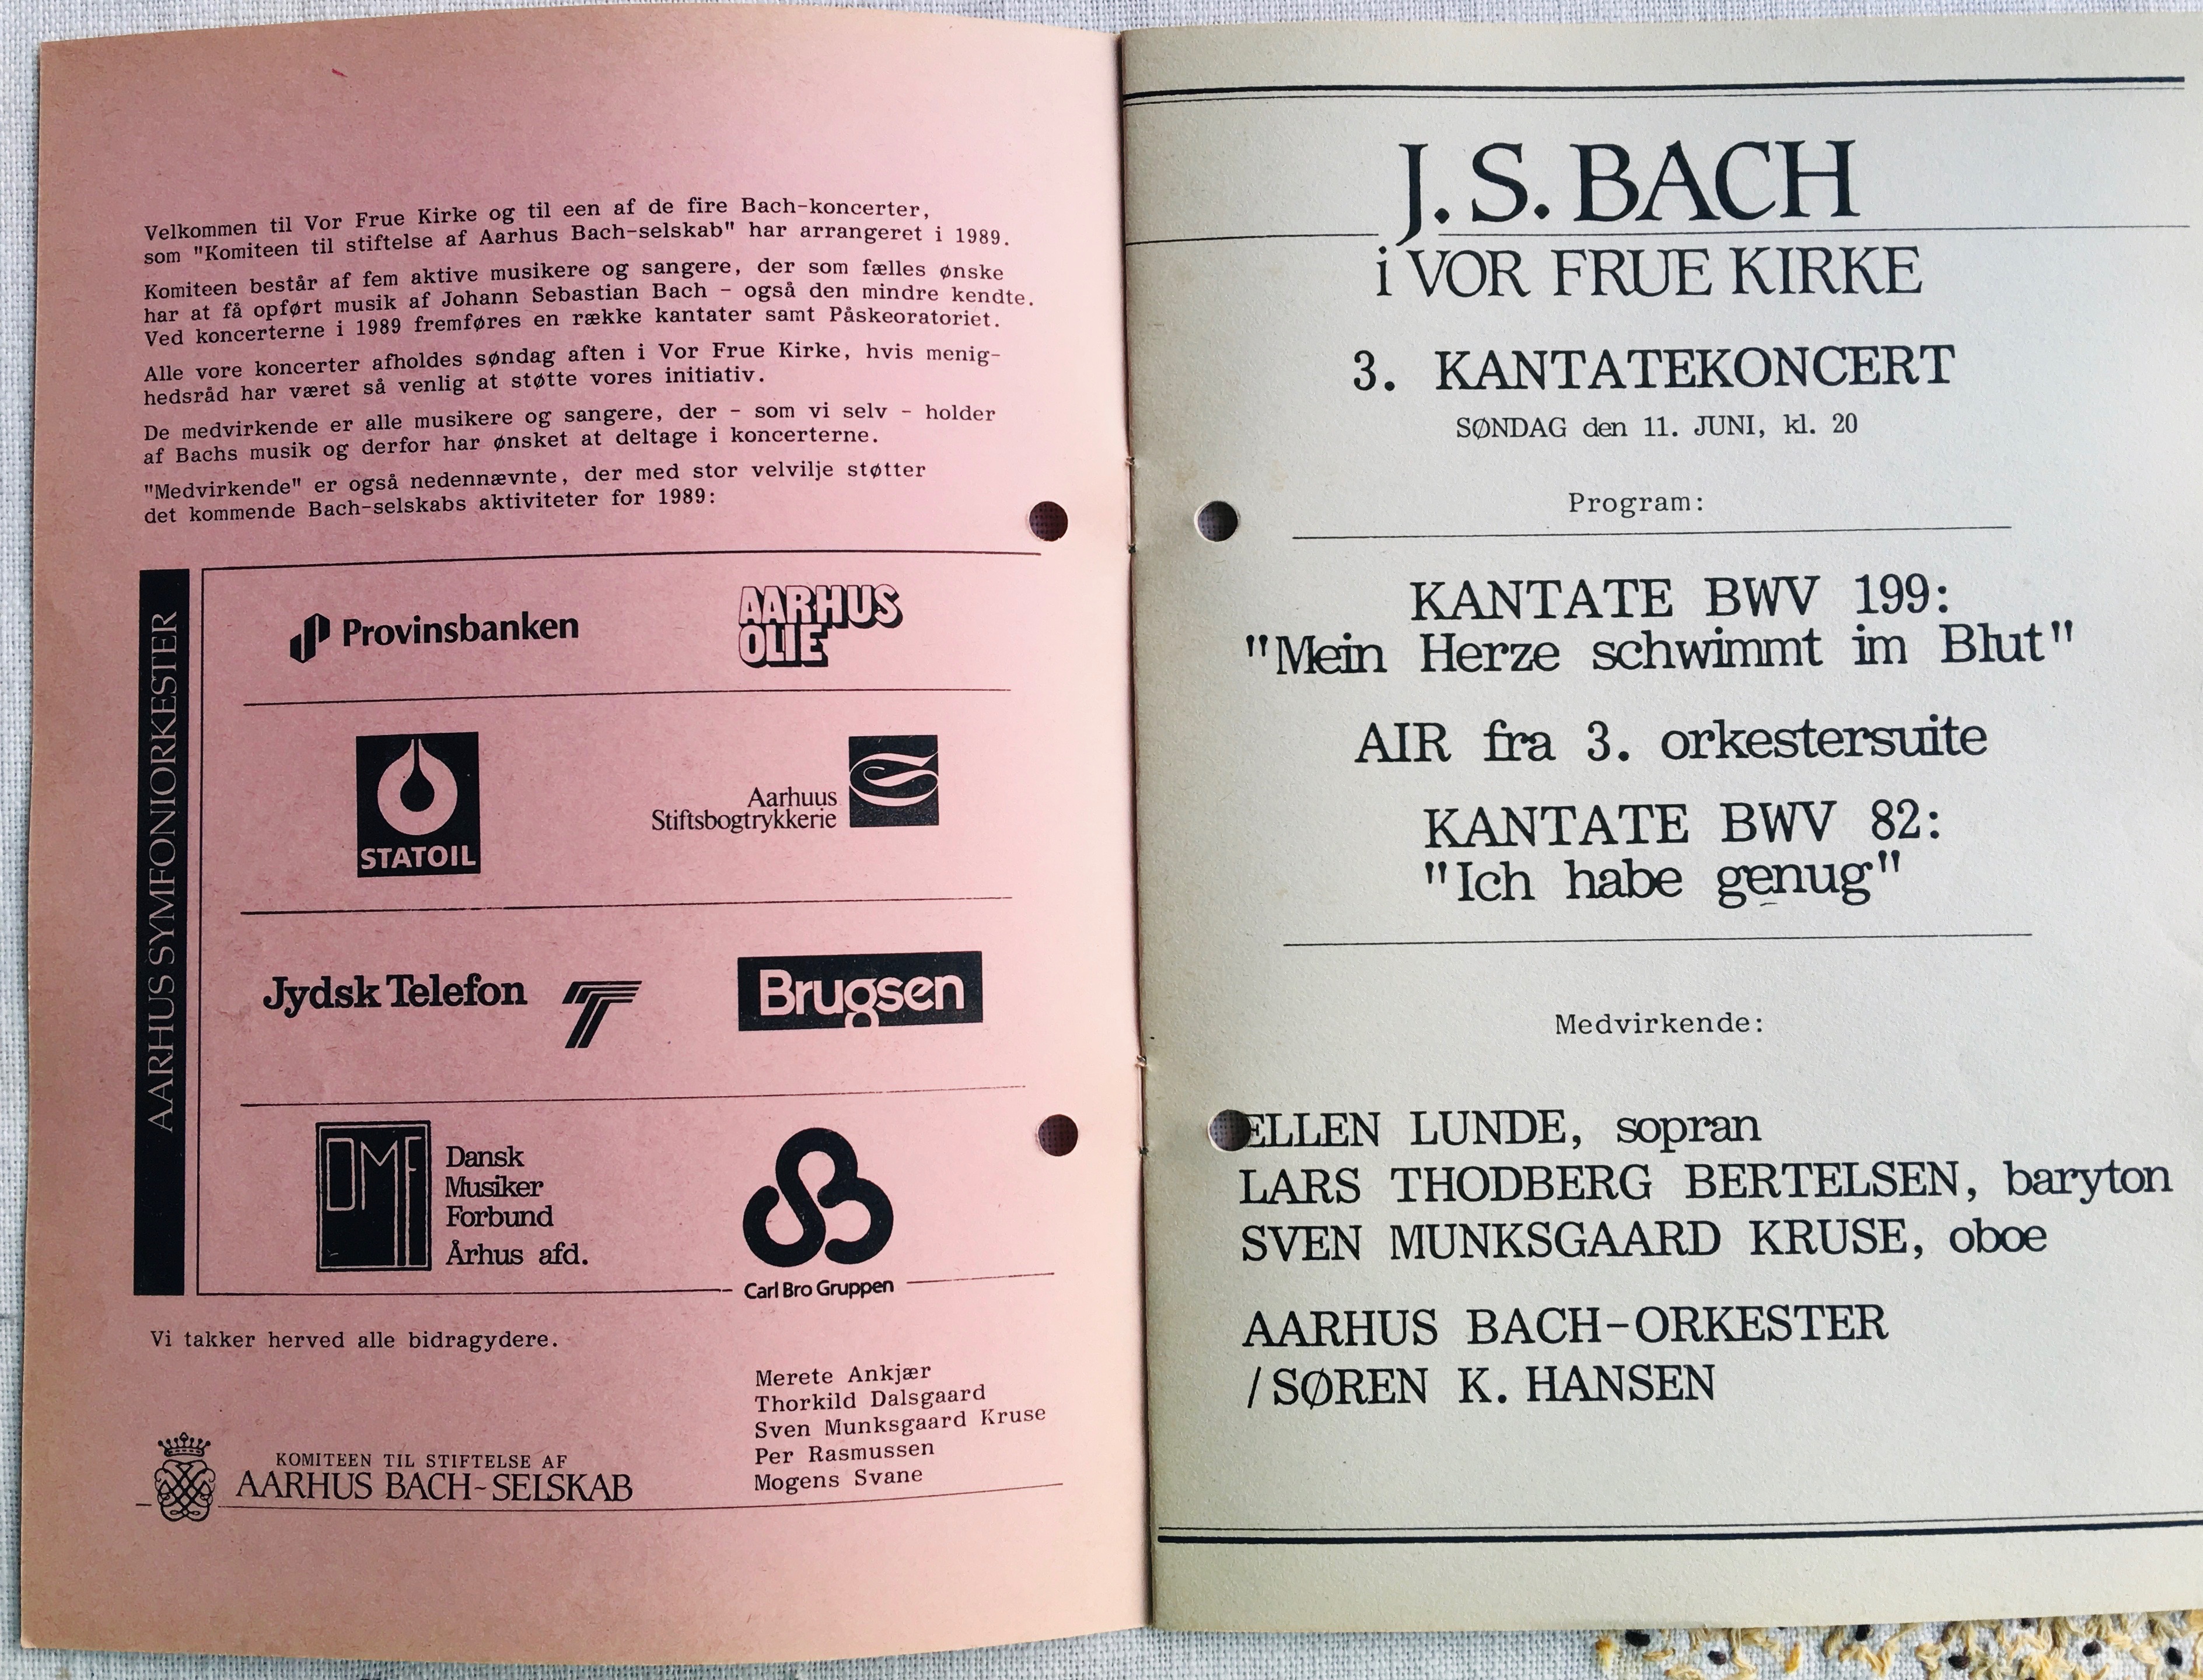 Velkommen til Vor Frue Kirke og til een af de fire Bach-koncerter,
som "Komiteen til stiftelse af Aarhus Bach-selskab" har arrangeret i 1989.
Komiteen består af fem aktive musikere og sangere, der som fælles ønske
har at få opført musik af Johann Sebastian Bach - også den mindre kendte.
Ved koncerterne i 1989 fremføres en række kantater samt Påskeoratoriet.
Alle vore koncerter afholdes søndag aften i Vor Frue Kirke, hvis menig-
hedsråd har været så venlig at støtte vores initiativ.
De medvirkende er alle musikere og sangere, der - som vi selv - holder
af Bachs musik og derfor har ønsket at deltage i koncerterne.
"Medvirkende" er også nedennævnte, der med stor velvilje støtter
det kommende Bach-selskabs aktiviteter for 1989:
AARHUS SYMFONIORKESTER
Provinsbanken
AARHUS
OLIE
STATOIL
Aarhuus
Stiftsbogtrykkerie
Jydsk Telefon
Brugsen
DMF
Dansk
Musiker
Forbund
Århus afd.
Carl Bro Gruppen
Vi takker herved alle bidragydere.
Merete Ankjær
Thorkild Dalsgaard
Sven Munksgaard Kruse
Per Rasmussen
Mogens Svane
KOMITEEN TIL STIFTELSE AF
AARHUS BACH-SELSKAB
J. S. BACH
i VOR FRUE KIRKE
3. KANTATEKONCERT
SØNDAG den 11. JUNI, kl. 20
Program:
KANTATE BWV 199:
"Mein Herze schwimmt im Blut"
AIR fra 3. orkestersuite
KANTATE BWV 82:
"Ich habe genug"
Medvirkende:
ELLEN LUNDE, sopran
LARS THODBERG BERTELSEN, baryton
SVEN MUNKSGAARD KRUSE, oboe
AARHUS BACH-ORKESTER
/SØREN K. HANSEN